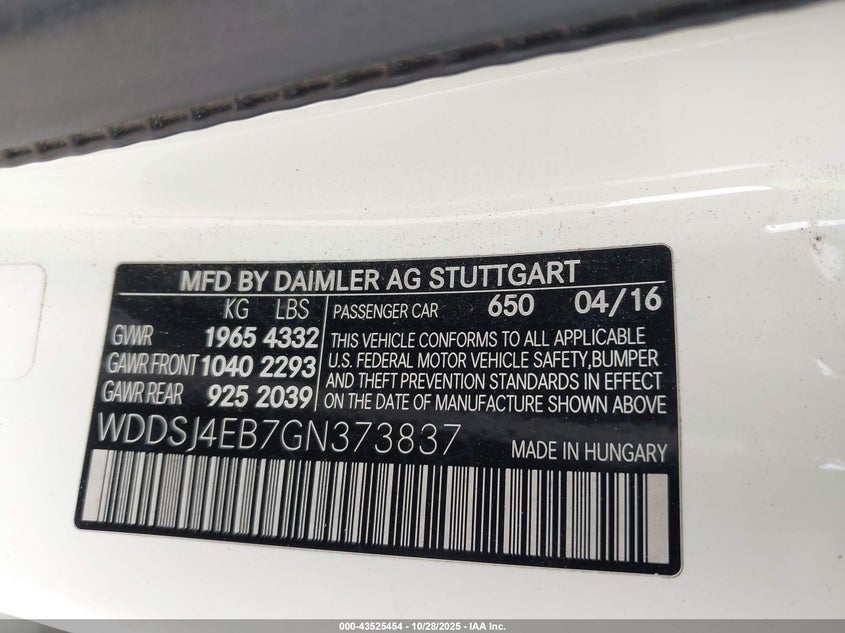 MFD BY DAIMLER AG STUTTGART
KG LBS
GVWR 1965 4332
GAWR FRONT 1040 2293
GAWR REAR 925 2039
PASSENGER CAR 650 04/16
THIS VEHICLE CONFORMS TO ALL APPLICABLE
U.S. FEDERAL MOTOR VEHICLE SAFETY,BUMPER
AND THEFT PREVENTION STANDARDS IN EFFECT
ON THE DATE OF MANUFACTURE SHOWN ABOVE
WDDSJ4EB7GN373837
MADE IN HUNGARY
000-43525454 - 10/28/2025 - IAA Inc.